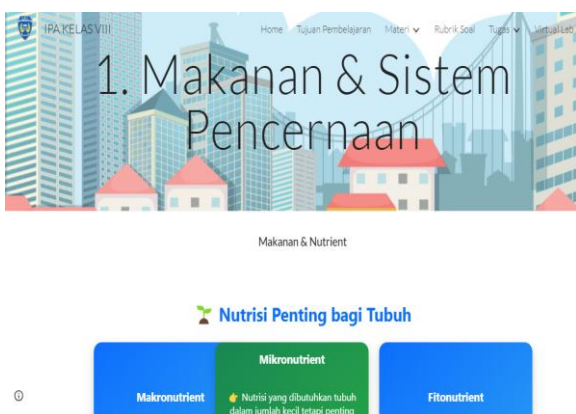 IPA KELAS VIII
Home Tujuan Pembelajaran Materi Rubrik Soal Tugas Virtual Lab
1. Makanan & Sistem
Pencernaan
Makanan & Nutrient
Nutrisi Penting bagi Tubuh
Makronutrient
Mikronutrient
Nutrisi yang dibutuhkan tubuh
dalam jumlah kecil tetapi penting
Fitonutrient